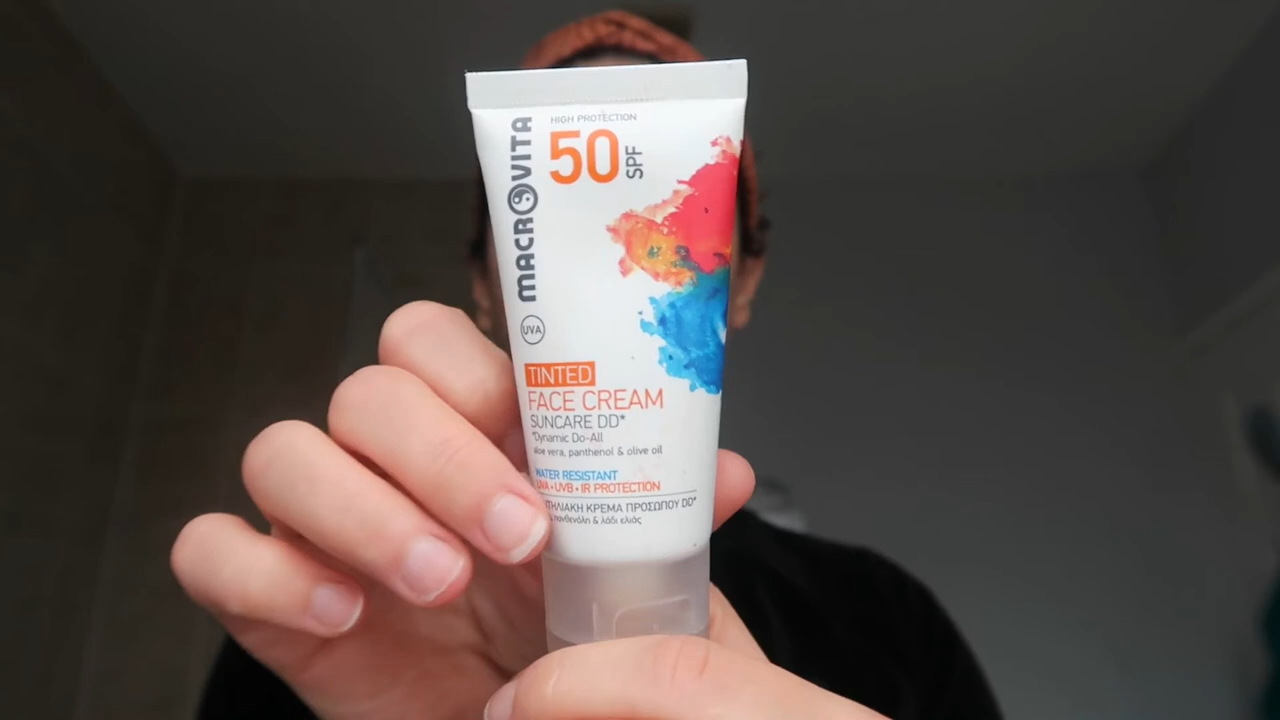 HIGH PROTECTION
50 SPF
MACROVITA
UVA
TINTED
FACE CREAM
SUNCARE DD*
*Dynamic Do-All
aloe vera, panthenol & olive oil
WATER RESISTANT
UVA • UVB • IR PROTECTION
ΚΡΕΜΑ ΠΡΟΣΩΠΟΥ DD*
πανθενόλη & λάδι ελιάς